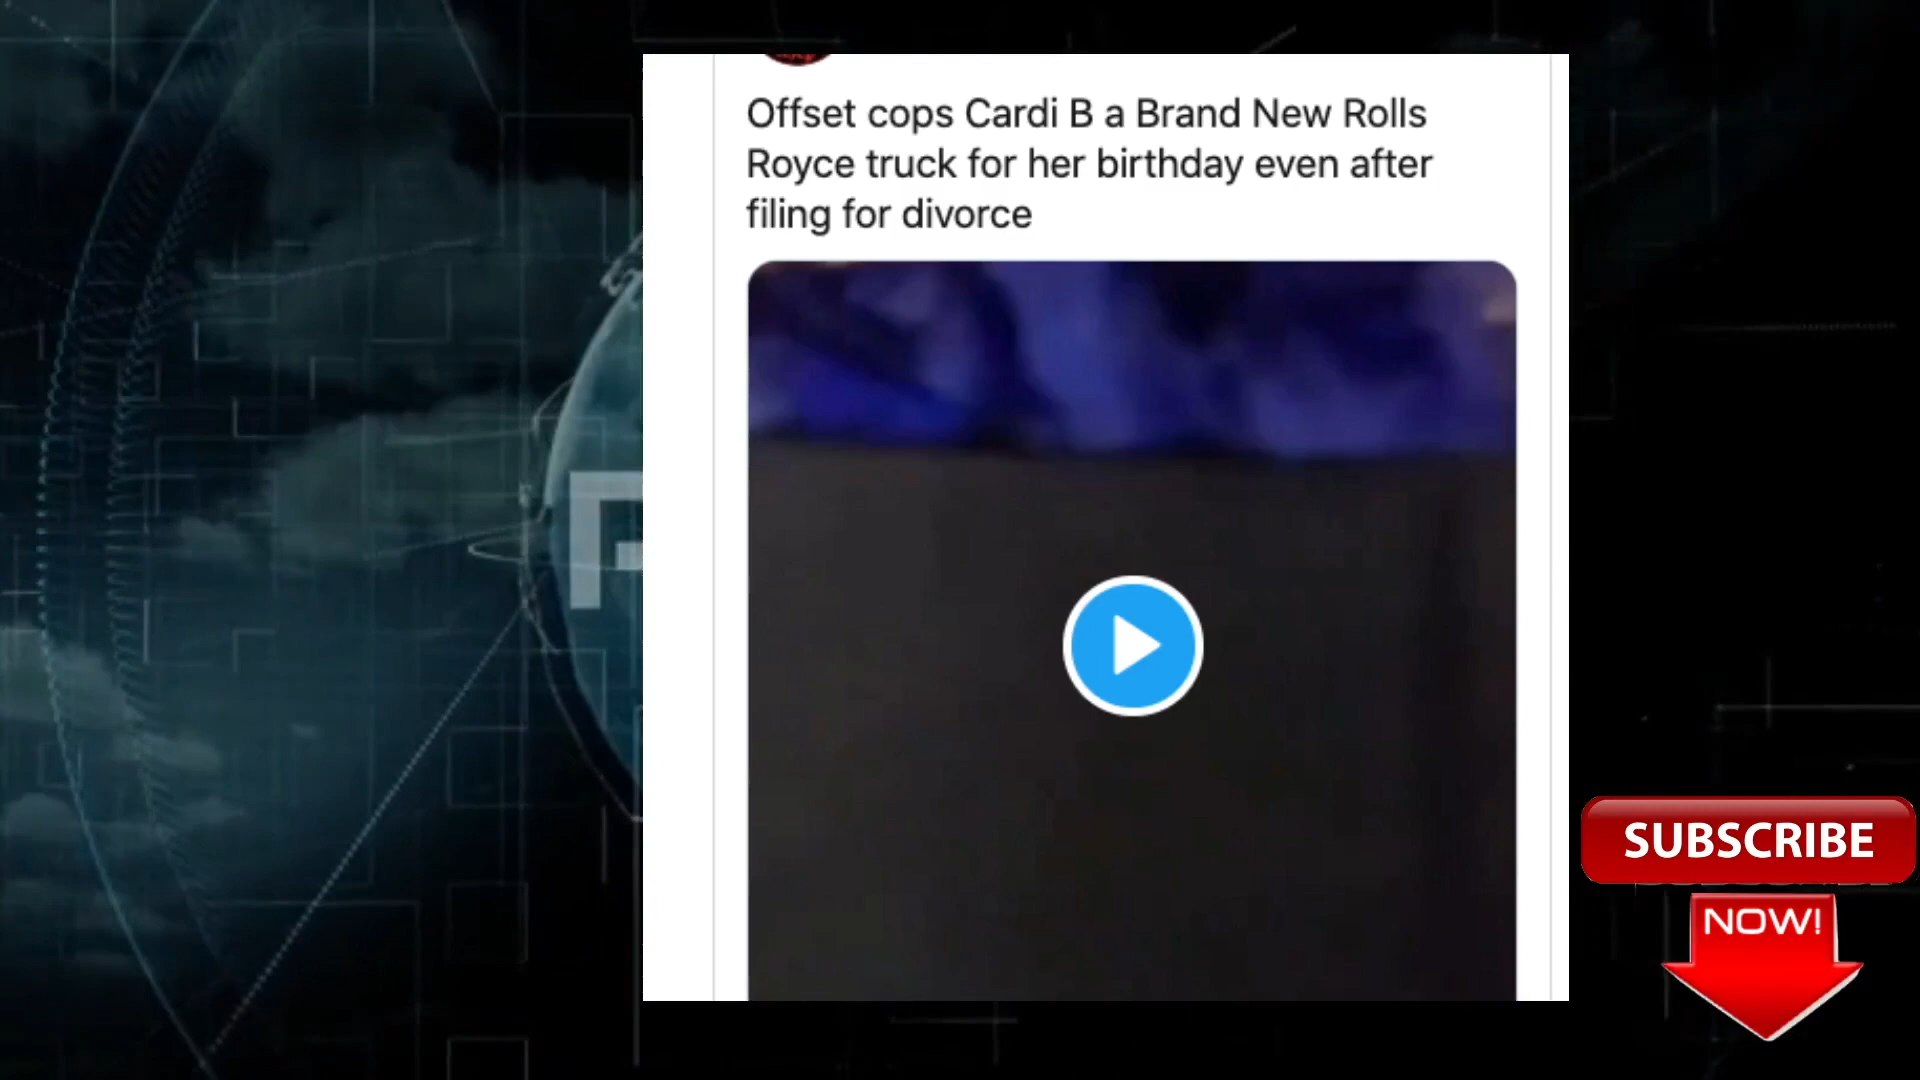 Offset cops Cardi B a Brand New Rolls
Royce truck for her birthday even after
filing for divorce
SUBSCRIBE
NOW!